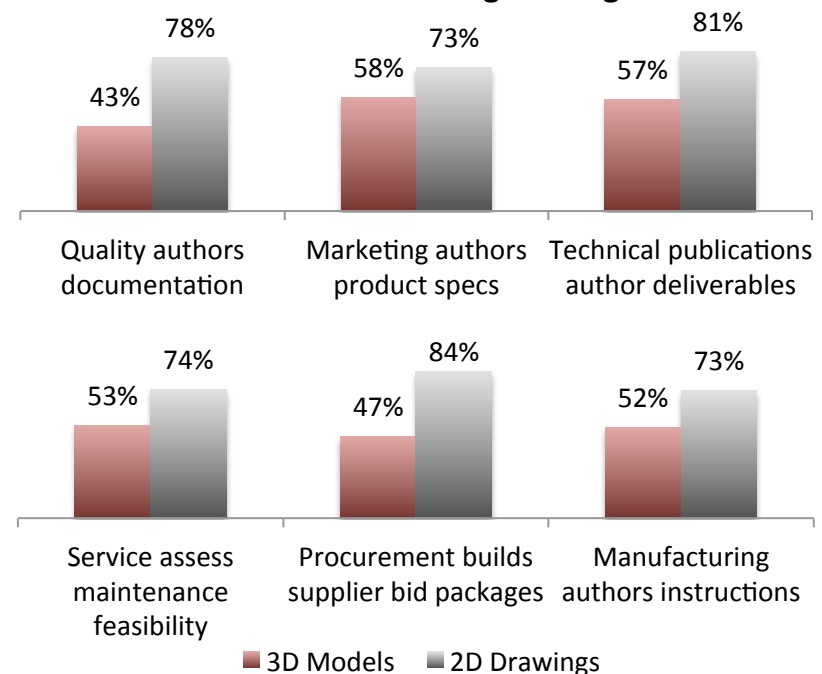 78%
81%
73%
58%
57%
43%
Quality authors
documentation
Marketing authors
product specs
Technical publications
author deliverables
84%
74%
73%
53%
52%
47%
Service assess
maintenance
feasibility
Procurement builds
supplier bid packages
Manufacturing
authors instructions
3D Models
2D Drawings